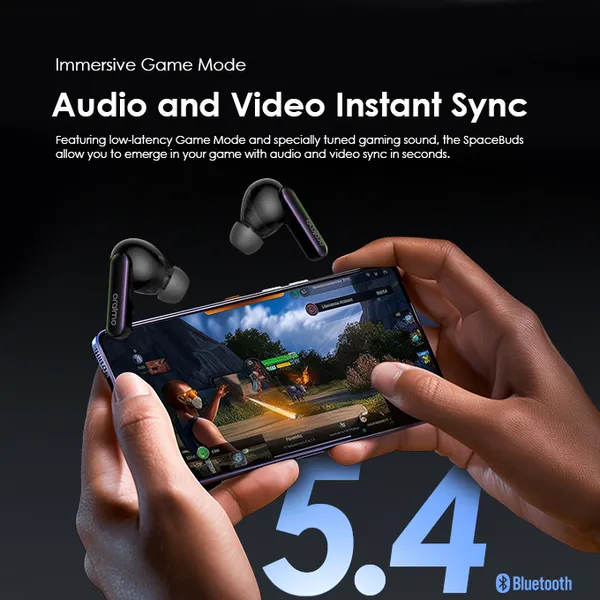 Immersive Game Mode
Audio and Video Instant Sync
Featuring low-latency Game Mode and specially tuned gaming sound, the SpaceBuds
allow you to emerge in your game with audio and video sync in seconds.
oraimo
oraimo
5.4
Bluetooth